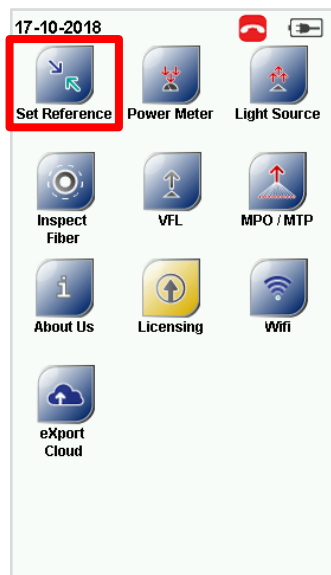 17-10-2018
Set Reference
Power Meter
Light Source
Inspect
Fiber
VFL
MPO / MTP
About Us
Licensing
Wifi
eXport
Cloud